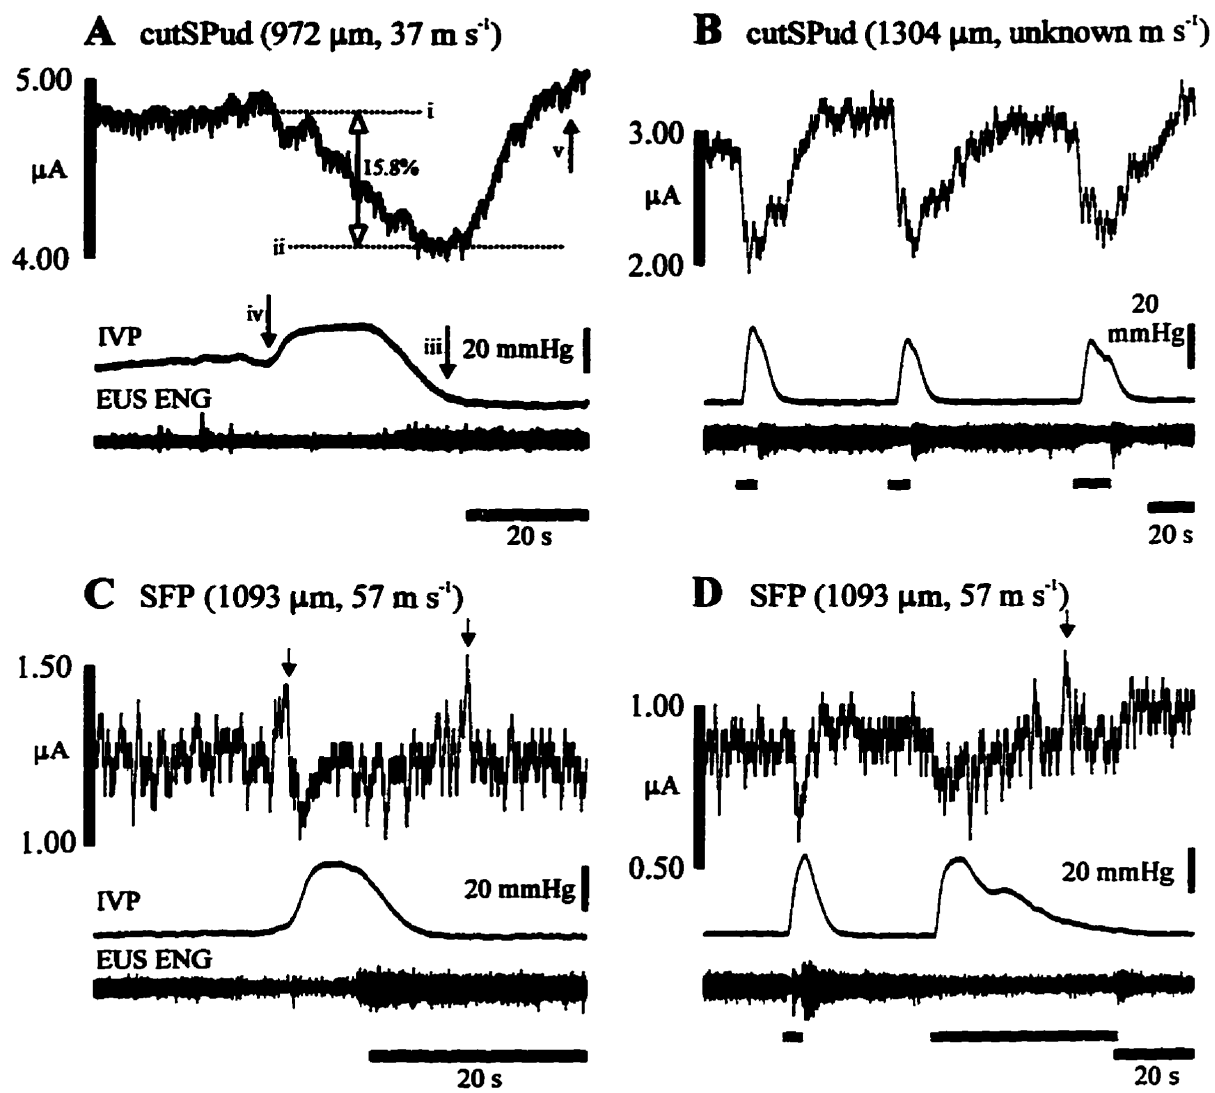 A cutSPud (972 μm, 37 m s⁻¹)
5.00
μA
4.00
i
15.8%
ii
v
iv
IVP
iii
20 mmHg
EUS ENG
20 s
B cutSPud (1304 μm, unknown m s⁻¹)
3.00
μA
2.00
20
mmHg
20 s
C SFP (1093 μm, 57 m s⁻¹)
1.50
μA
1.00
IVP
20 mmHg
EUS ENG
20 s
D SFP (1093 μm, 57 m s⁻¹)
1.00
μA
0.50
20 mmHg
20 s